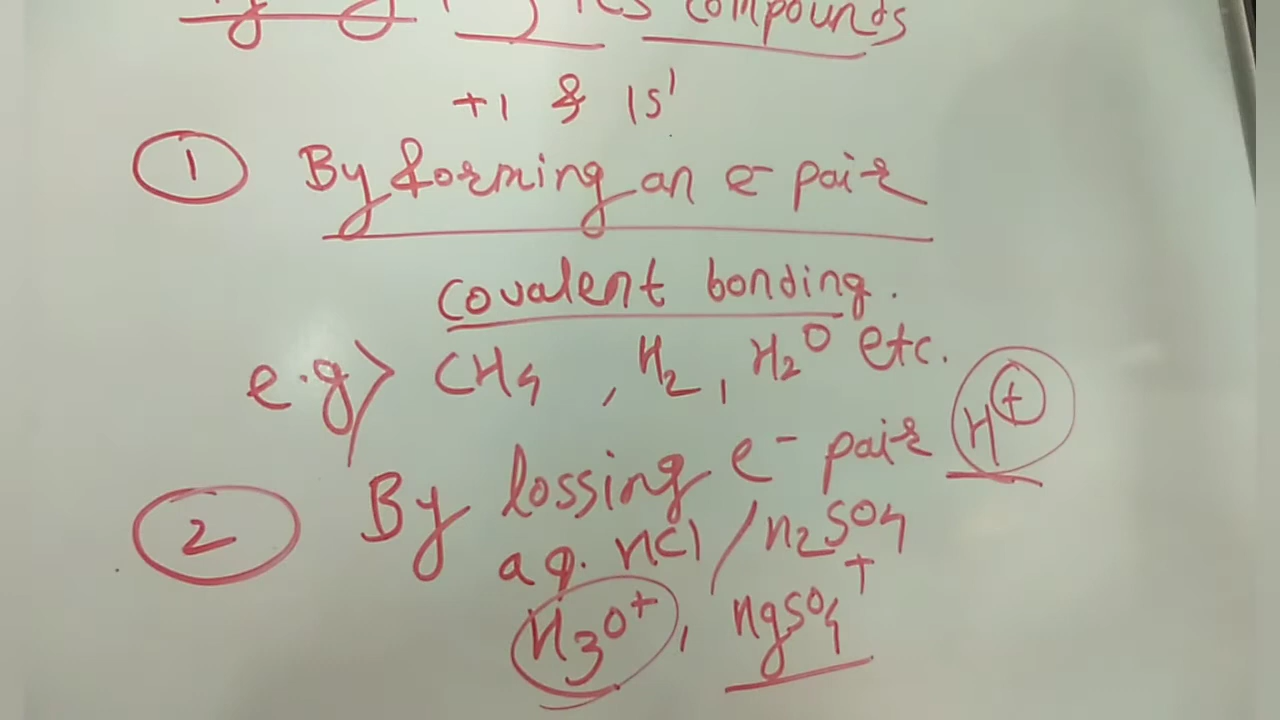 compounds
+1 & 1s¹
1 By forming an e- pair
covalent bonding.
e.g> CH4 , H2, H2O etc.
2 By lossing e- pair H+
aq. HCl / H2SO4
H3O+, HgSO4+